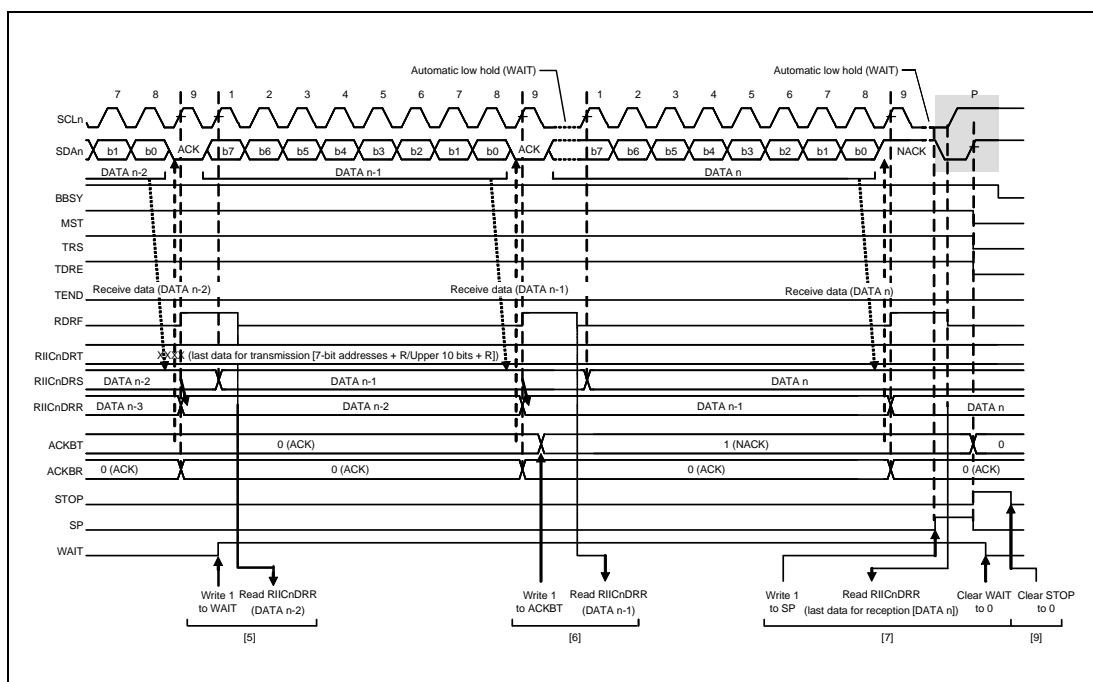 Automatic low hold (WAIT)
Automatic low hold (WAIT)
7 8 9 1 2 3 4 5 6 7 8 9 1 2 3 4 5 6 7 8 9 P
SCLn
SDAn b1 b0 ACK b7 b6 b5 b4 b3 b2 b1 b0 ACK b7 b6 b5 b4 b3 b2 b1 b0 NACK
DATA n-2 DATA n-1 DATA n
BBSY
MST
TRS
TDRE
Receive data (DATA n-2) Receive data (DATA n-1) Receive data (DATA n)
TEND
RDRF
RIICnDRT XXXX (last data for transmission [7-bit addresses + R/Upper 10 bits + R])
RIICnDRS DATA n-2 DATA n-1 DATA n
RIICnDRR DATA n-3 DATA n-2 DATA n-1 DATA n
ACKBT 0 (ACK) 1 (NACK) 0
ACKBR 0 (ACK) 0 (ACK) 0 (ACK) 0 (ACK)
STOP
SP
WAIT
Write 1
to WAIT
Read RIICnDRR
(DATA n-2)
Write 1
to ACKBT
Read RIICnDRR
(DATA n-1)
Write 1
to SP
Read RIICnDRR
(last data for reception [DATA n])
Clear WAIT
to 0
Clear STOP
to 0
[5] [6] [7] [9]